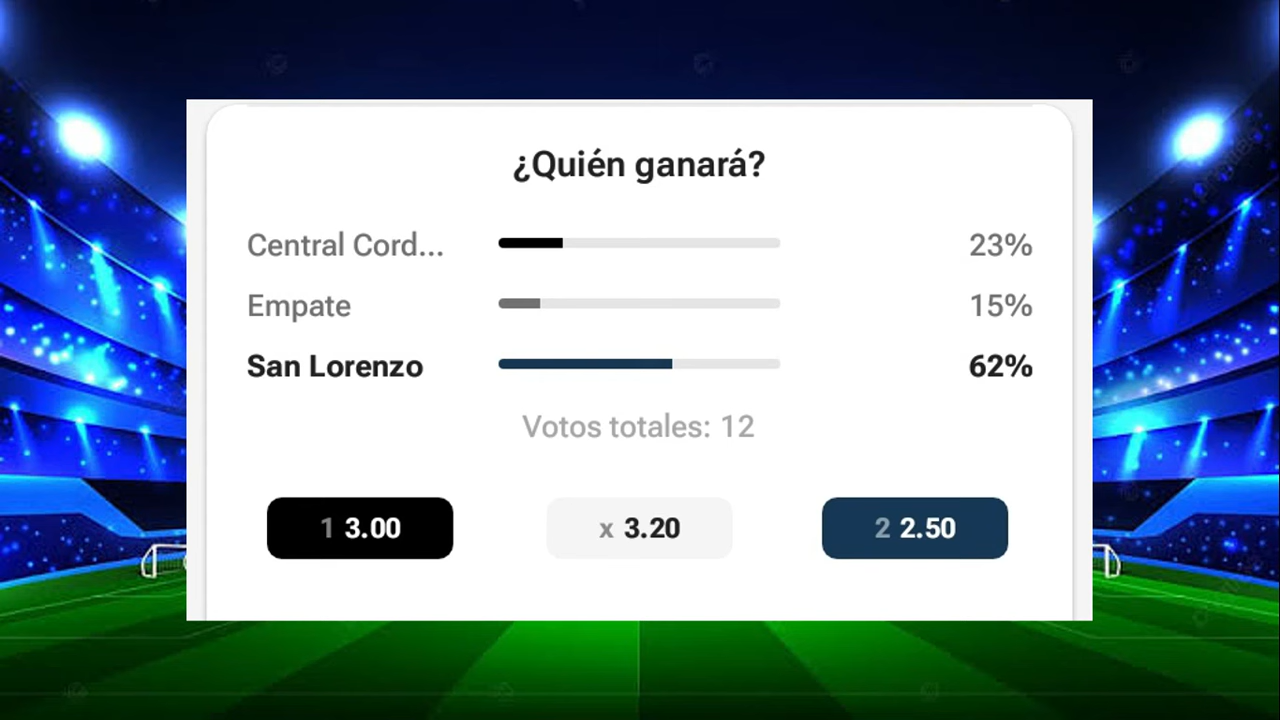 ¿Quién ganará?
Central Cord... 23%
Empate 15%
San Lorenzo 62%
Votos totales: 12
1 3.00 x 3.20 2 2.50